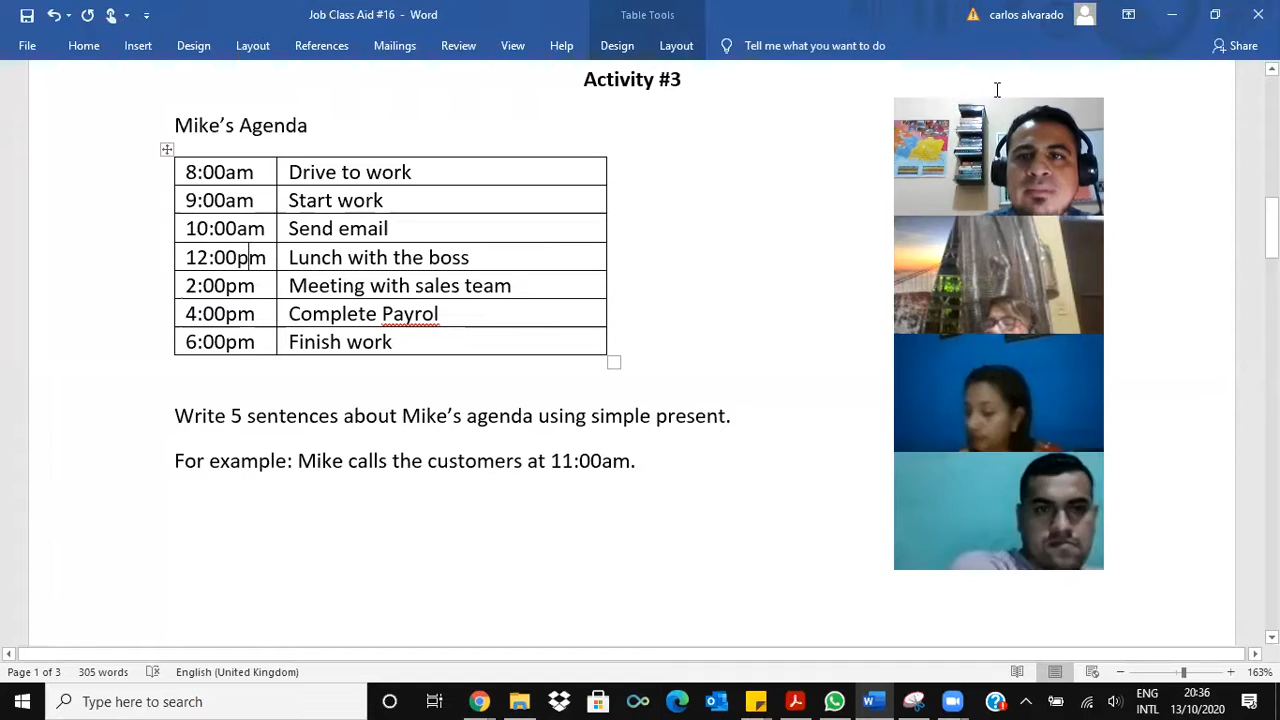 Job Class Aid #16 - Word
Table Tools
carlos alvarado
File Home Insert Design Layout References Mailings Review View Help Design Layout Tell me what you want to do Share
Activity #3
Mike's Agenda
8:00am Drive to work
9:00am Start work
10:00am Send email
12:00pm Lunch with the boss
2:00pm Meeting with sales team
4:00pm Complete Payrol
6:00pm Finish work
Write 5 sentences about Mike's agenda using simple present.
For example: Mike calls the customers at 11:00am.
Page 1 of 3 305 words English (United Kingdom) 163%
Type here to search
ENG 20:36
INTL 13/10/2020